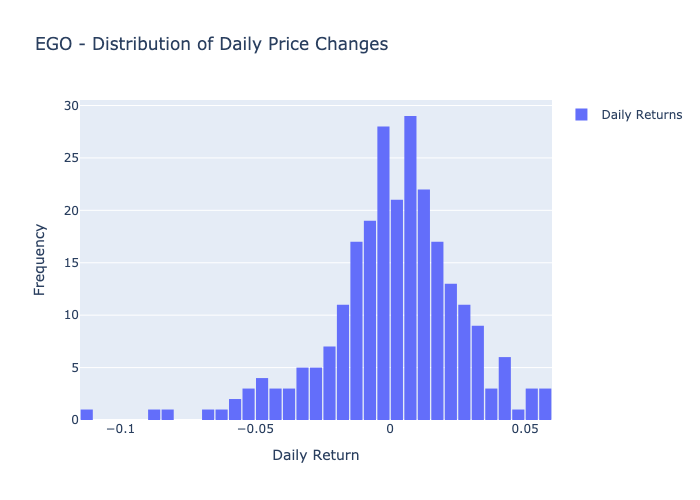 EGO - Distribution of Daily Price Changes
Daily Returns
Frequency
30
25
20
15
10
5
0
−0.1
−0.05
0
0.05
Daily Return